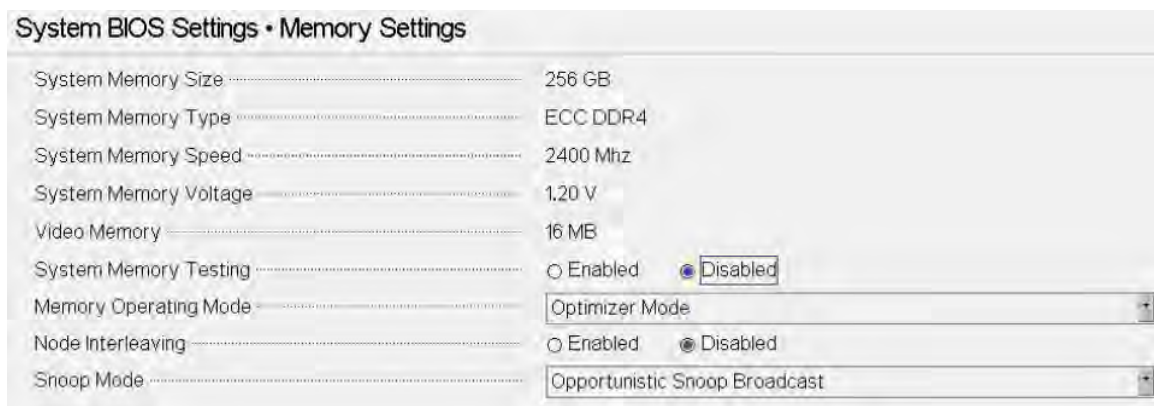 System BIOS Settings • Memory Settings
System Memory Size 256 GB
System Memory Type ECC DDR4
System Memory Speed 2400 Mhz
System Memory Voltage 1.20 V
Video Memory 16 MB
System Memory Testing Enabled Disabled
Memory Operating Mode Optimizer Mode
Node Interleaving Enabled Disabled
Snoop Mode Opportunistic Snoop Broadcast